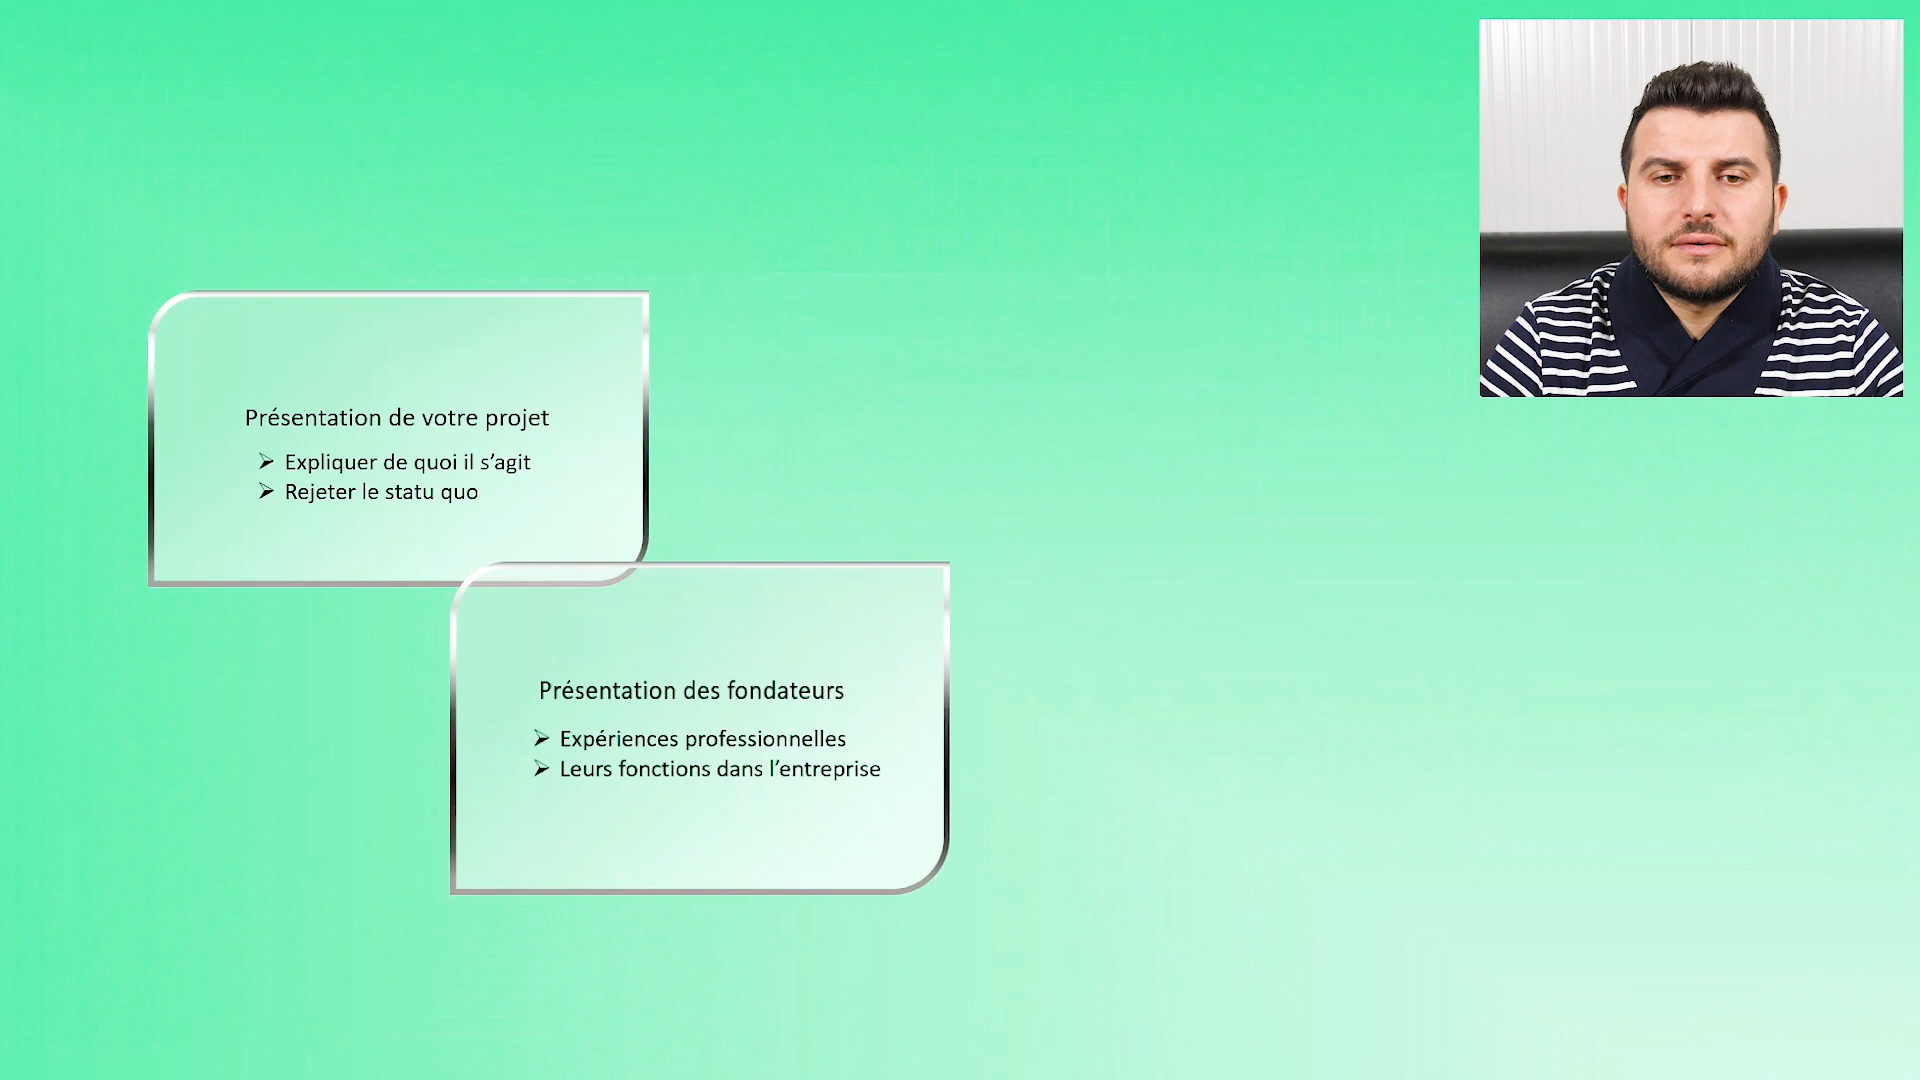 Présentation de votre projet
➢ Expliquer de quoi il s’agit
➢ Rejeter le statu quo
Présentation des fondateurs
➢ Expériences professionnelles
➢ Leurs fonctions dans l’entreprise